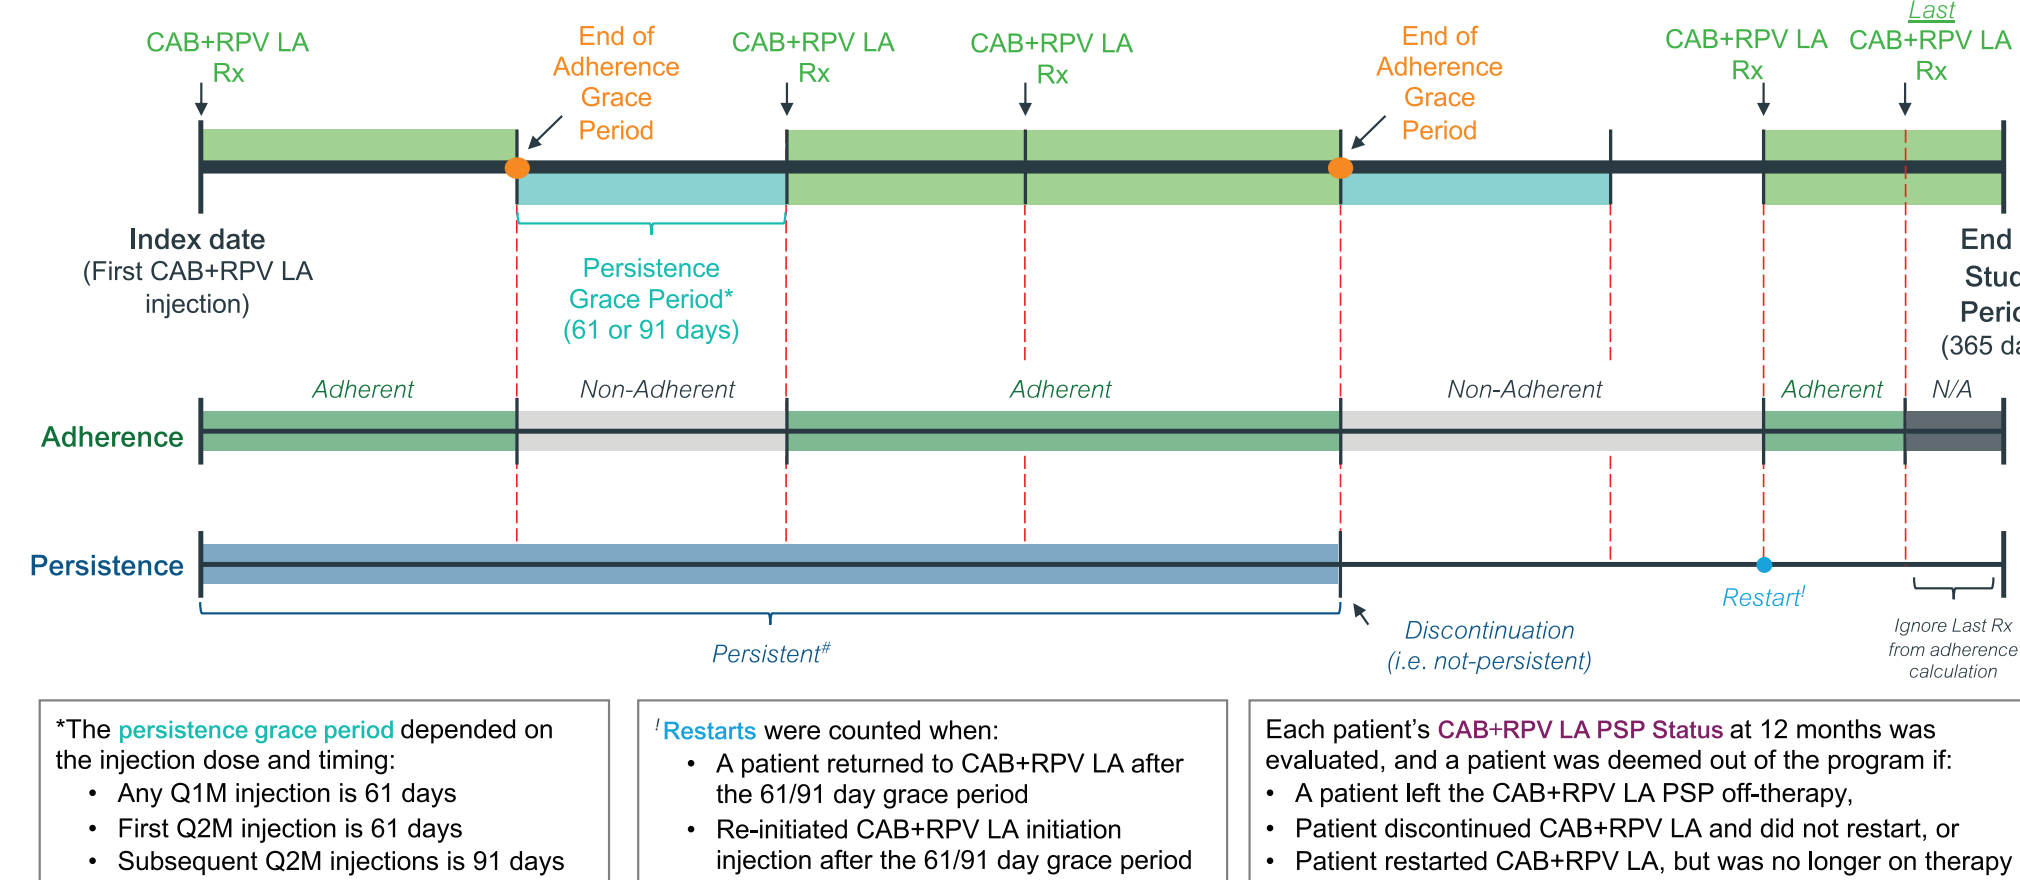 Last
CAB+RPV LA
Rx
End of
Adherence
Grace
Period
CAB+RPV LA
Rx
CAB+RPV LA
Rx
End of
Adherence
Grace
Period
CAB+RPV LA
Rx
CAB+RPV LA
Rx
Index date
(First CAB+RPV LA
injection)
Persistence
Grace Period*
(61 or 91 days)
End
Stud
Perio
(365 da
Adherent
Non-Adherent
Adherent
Non-Adherent
Adherent
N/A
Adherence
Persistence
Restart!
Persistent#
Discontinuation
(i.e. not-persistent)
Ignore Last Rx
from adherence
calculation
*The persistence grace period depended on
the injection dose and timing:
• Any Q1M injection is 61 days
• First Q2M injection is 61 days
• Subsequent Q2M injections is 91 days
!Restarts were counted when:
• A patient returned to CAB+RPV LA after
the 61/91 day grace period
• Re-initiated CAB+RPV LA initiation
injection after the 61/91 day grace period
Each patient's CAB+RPV LA PSP Status at 12 months was
evaluated, and a patient was deemed out of the program if:
• A patient left the CAB+RPV LA PSP off-therapy,
• Patient discontinued CAB+RPV LA and did not restart, or
• Patient restarted CAB+RPV LA, but was no longer on therapy